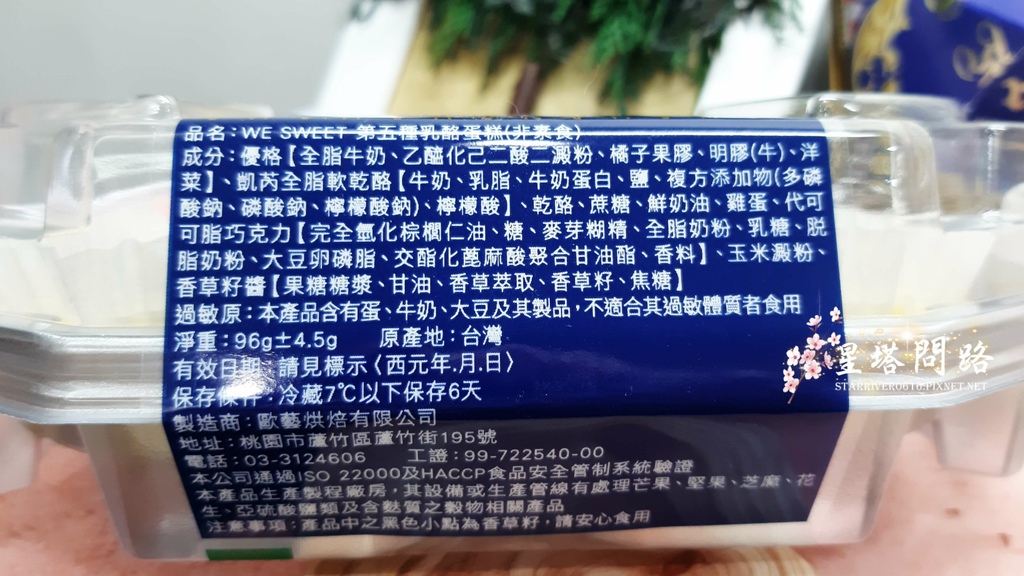 品名：WE SWEET 第五種乳酪蛋糕(非素食)
成分：優格【全脂牛奶、乙醯化己二酸二澱粉、橘子果膠、明膠(牛)、洋
菜】、凱芮全脂軟乾酪【牛奶、乳脂、牛奶蛋白、鹽、複方添加物(多磷
酸鈉、磷酸鈉、檸檬酸鈉)、檸檬酸】、乾酪、蔗糖、鮮奶油、雞蛋、代可
可脂巧克力【完全氫化棕櫚仁油、糖、麥芽糊精、全脂奶粉、乳糖、脱
脂奶粉、大豆卵磷脂、交酯化蓖麻酸聚合甘油酯、香料】、玉米澱粉、
香草籽醬【果糖糖漿、甘油、香草萃取、香草籽、焦糖】
過敏原：本產品含有蛋、牛奶、大豆及其製品，不適合其過敏體質者食用
淨重：96g±4.5g 原產地：台灣
有效日期：請見標示〈西元年.月.日〉
保存條件：冷藏7℃以下保存6天
製造商：歐藝烘焙有限公司
地址：桃園市蘆竹區蘆竹街195號
電話：03-3124606 工證：99-722540-00
本公司通過ISO 22000及HACCP食品安全管制系統驗證
本產品生產製程廠房，其設備或生產管線有處理芒果、堅果、芝麻、花
生、亞硫酸鹽類及含麩質之穀物相關產品
注意事項：產品中之黑色小點為香草籽，請安心食用
星塔問路
STARRIVER0610.PIXNET.NET